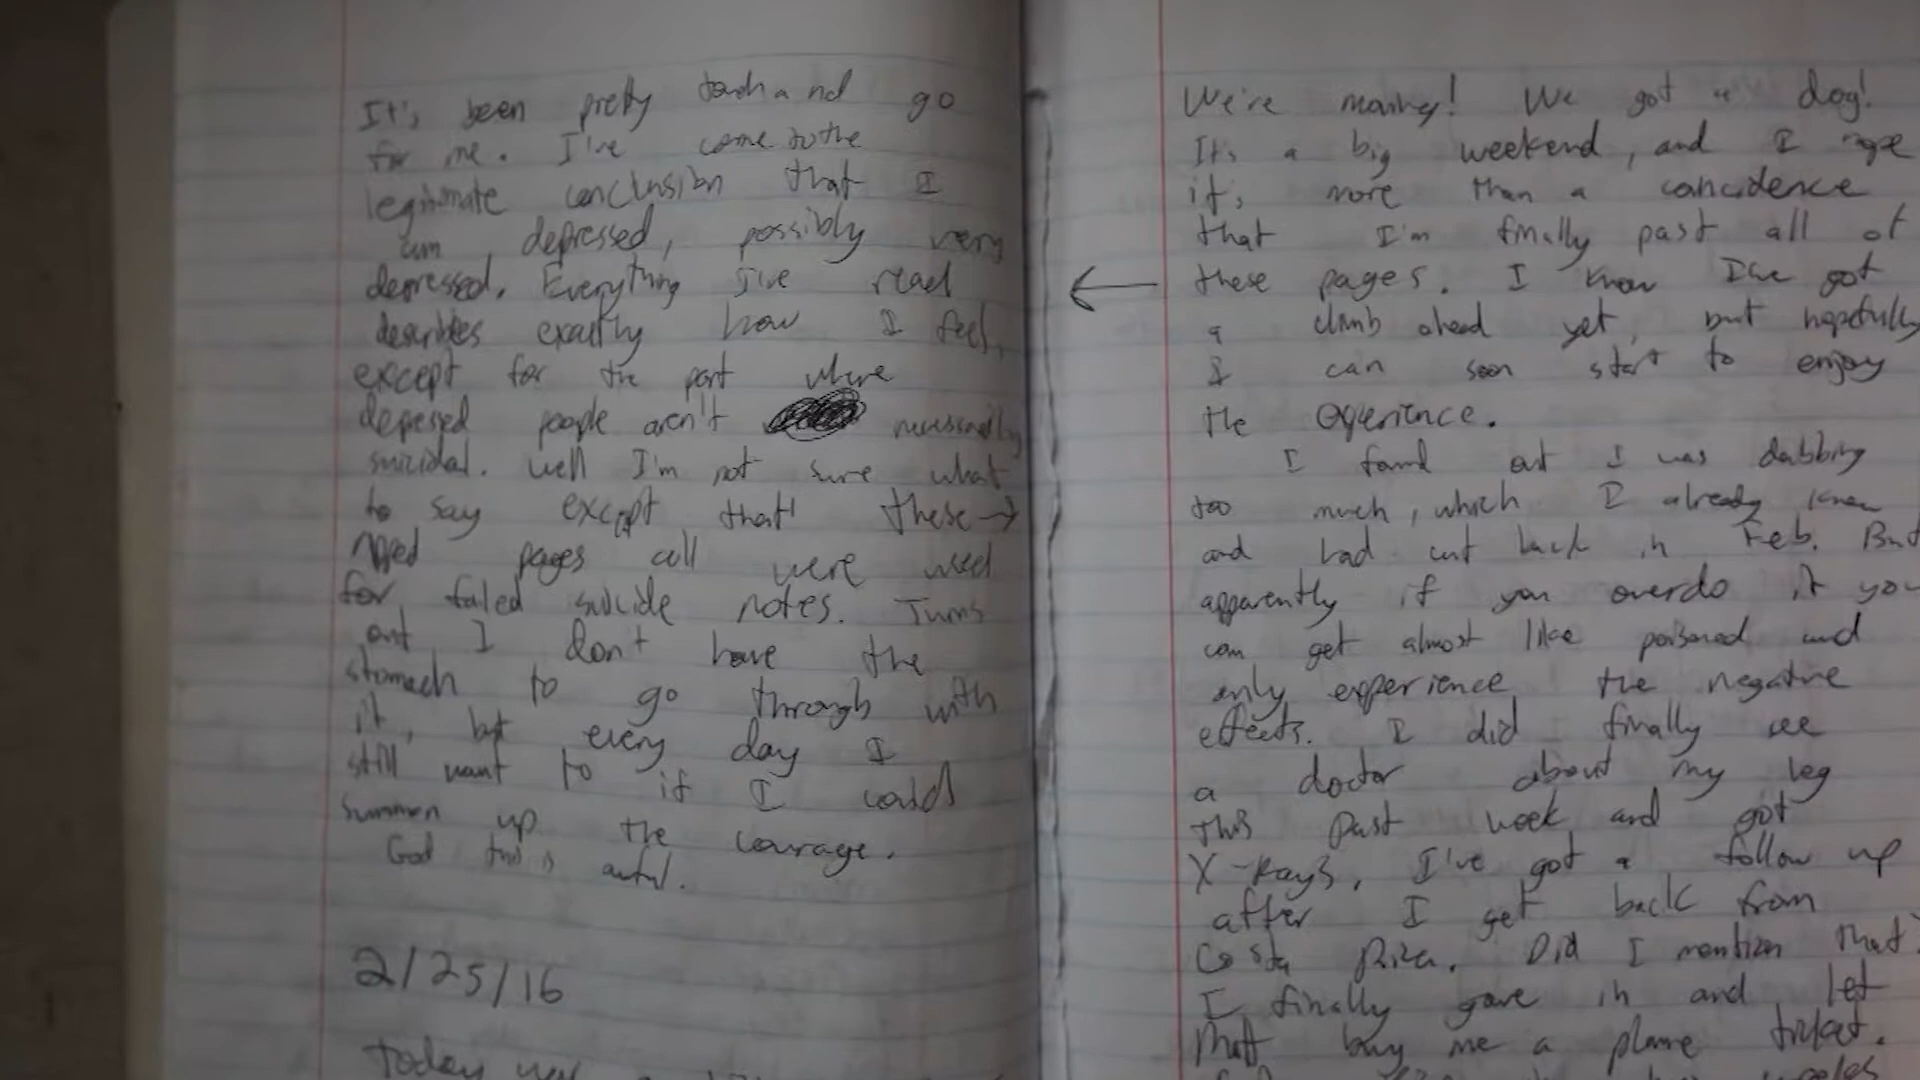 It's been pretty touch and go
for me. I've come to the
legitimate conclusion that I
am depressed, possibly very
depressed. Everything I've read
describes exactly how I feel,
except for the part where
depressed people aren't necessarily
suicidal. Well I'm not sure what
to say except that these →
ripped pages all were used
for failed suicide notes. Turns
out I don't have the
stomach to go through with
it, but every day I
still want to if I could
summon up the courage.
God this is awful.
2/25/16
Today was
We're moving! We got a dog!
It's a big weekend, and I
it's more than a coincidence
that I'm finally past all of
← these pages. I know I've got
a climb ahead yet, but hopefully
I can soon start to enjoy
the experience.
I found out I was dabbing
too much, which I already knew
and had cut back in Feb. But
apparently if you overdo it you
can get almost like poisoned and
only experience the negative
effects. I did finally see
a doctor about my leg
this past week and got
X-Rays. I've got a follow up
after I get back from
Costa Rica. Did I mention that?
I finally gave in and let
Matt buy me a plane ticket.